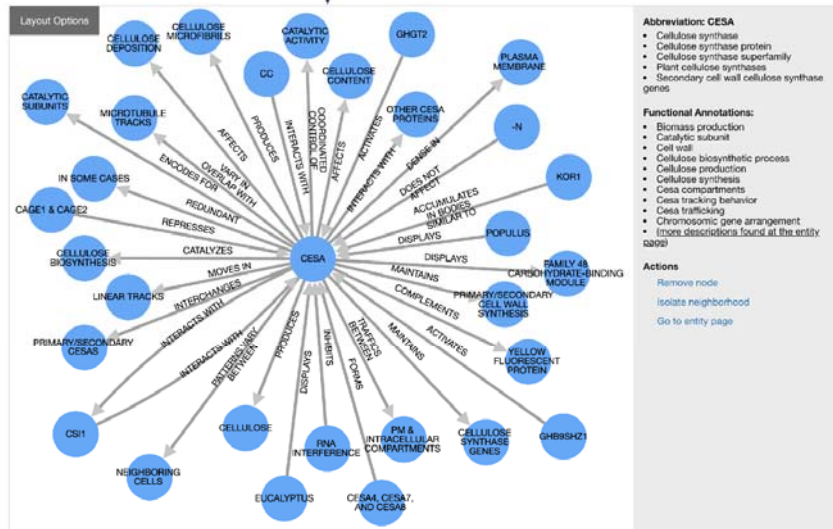 Layout Options
CELLULOSE
DEPOSITION
CELLULOSE
MICROFIBRILS
CATALYTIC
ACTIVITY
GHGT2
CC
CELLULOSE
CONTENT
PLASMA
MEMBRANE
CATALYTIC
SUBUNITS
MICROTUBULE
TRACKS
OTHER CESA
PROTEINS
-N
IN SOME CASES
CAGE1 & CAGE2
KOR1
POPULUS
CELLULOSE
BIOSYNTHESIS
CESA
FAMILY 48
CARBOHYDRATE-BINDING
MODULE
LINEAR TRACKS
PRIMARY/SECONDARY
CELL WALL
SYNTHESIS
PRIMARY/SECONDARY
CESAS
YELLOW
FLUORESCENT
PROTEIN
CSI1
CELLULOSE
RNA
INTERFERENCE
PM &
INTRACELLULAR
COMPARTMENTS
CELLULOSE
SYNTHASE
GENES
GHB9SHZ1
NEIGHBORING
CELLS
EUCALYPTUS
CESA4, CESA7,
AND CESA8
AFFECTS
PRODUCES
INTERACTS WITH
COORDINATED
CONTROL OF
AFFECTS
ACTIVATES
INTERACTS WITH
DENSE IN
DOES NOT
AFFECT
ACCUMULATES
IN BODIES
SIMILAR TO
DISPLAYS
DISPLAYS
MAINTAINS
COMPLEMENTS
ACTIVATES
MAINTAINS
TRAFFICS
BETWEEN
FORMS
INHIBITS
DISPLAYS
PRODUCES
PATTERNS VARY
BETWEEN
INTERACTS WITH
INTERACTS WITH
INTERCHANGES
MOVES IN
CATALYZES
REPRESSES
REDUNDANT
ENCODES FOR
VARY IN
OVERLAP WITH
Abbreviation: CESA
• Cellulose synthase
• Cellulose synthase protein
• Cellulose synthase superfamily
• Plant cellulose synthases
• Secondary cell wall cellulose synthase
genes
Functional Annotations:
• Biomass production
• Catalytic subunit
• Cell wall
• Cellulose biosynthetic process
• Cellulose production
• Cellulose synthesis
• Cesa compartments
• Cesa tracking behavior
• Cesa trafficking
• Chromosomic gene arrangement
• (more descriptions found at the entity
page)
Actions
Remove node
Isolate neighborhood
Go to entity page